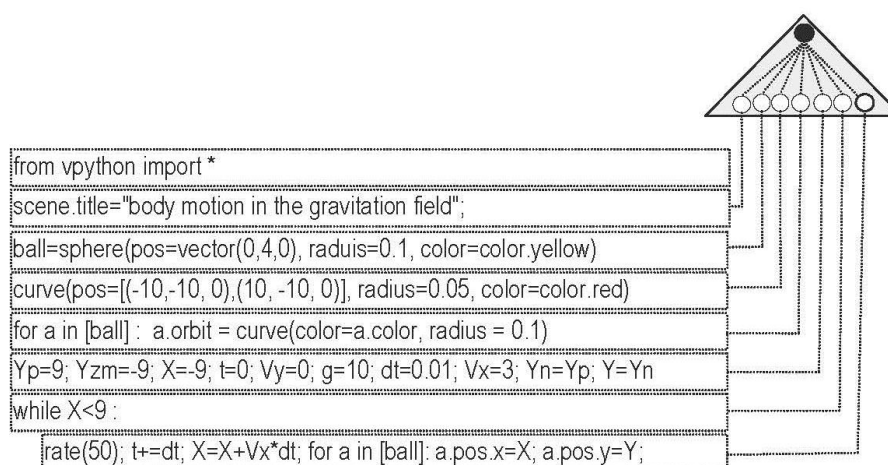 from vpython import *
scene.title="body motion in the gravitation field";
ball=sphere(pos=vector(0,4,0), raduis=0.1, color=color.yellow)
curve(pos=[(-10,-10, 0),(10, -10, 0)], radius=0.05, color=color.red)
for a in [ball] : a.orbit = curve(color=a.color, radius = 0.1)
Yp=9; Yzm=-9; X=-9; t=0; Vy=0; g=10; dt=0.01; Vx=3; Yn=Yp; Y=Yn
while X<9 :
rate(50); t+=dt; X=X+Vx*dt; for a in [ball]: a.pos.x=X; a.pos.y=Y;